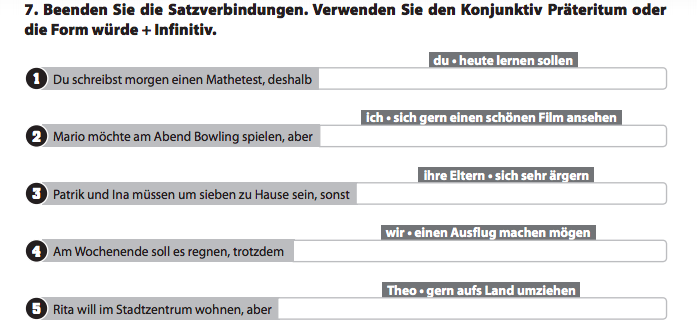 7. Beenden Sie die Satzverbindungen. Verwenden Sie den Konjunktiv Präteritum oder
die Form würde + Infinitiv.
du • heute lernen sollen
1 Du schreibst morgen einen Mathetest, deshalb
ich • sich gern einen schönen Film ansehen
2 Mario möchte am Abend Bowling spielen, aber
ihre Eltern • sich sehr ärgern
3 Patrik und Ina müssen um sieben zu Hause sein, sonst
wir • einen Ausflug machen mögen
4 Am Wochenende soll es regnen, trotzdem
Theo • gern aufs Land umziehen
5 Rita will im Stadtzentrum wohnen, aber